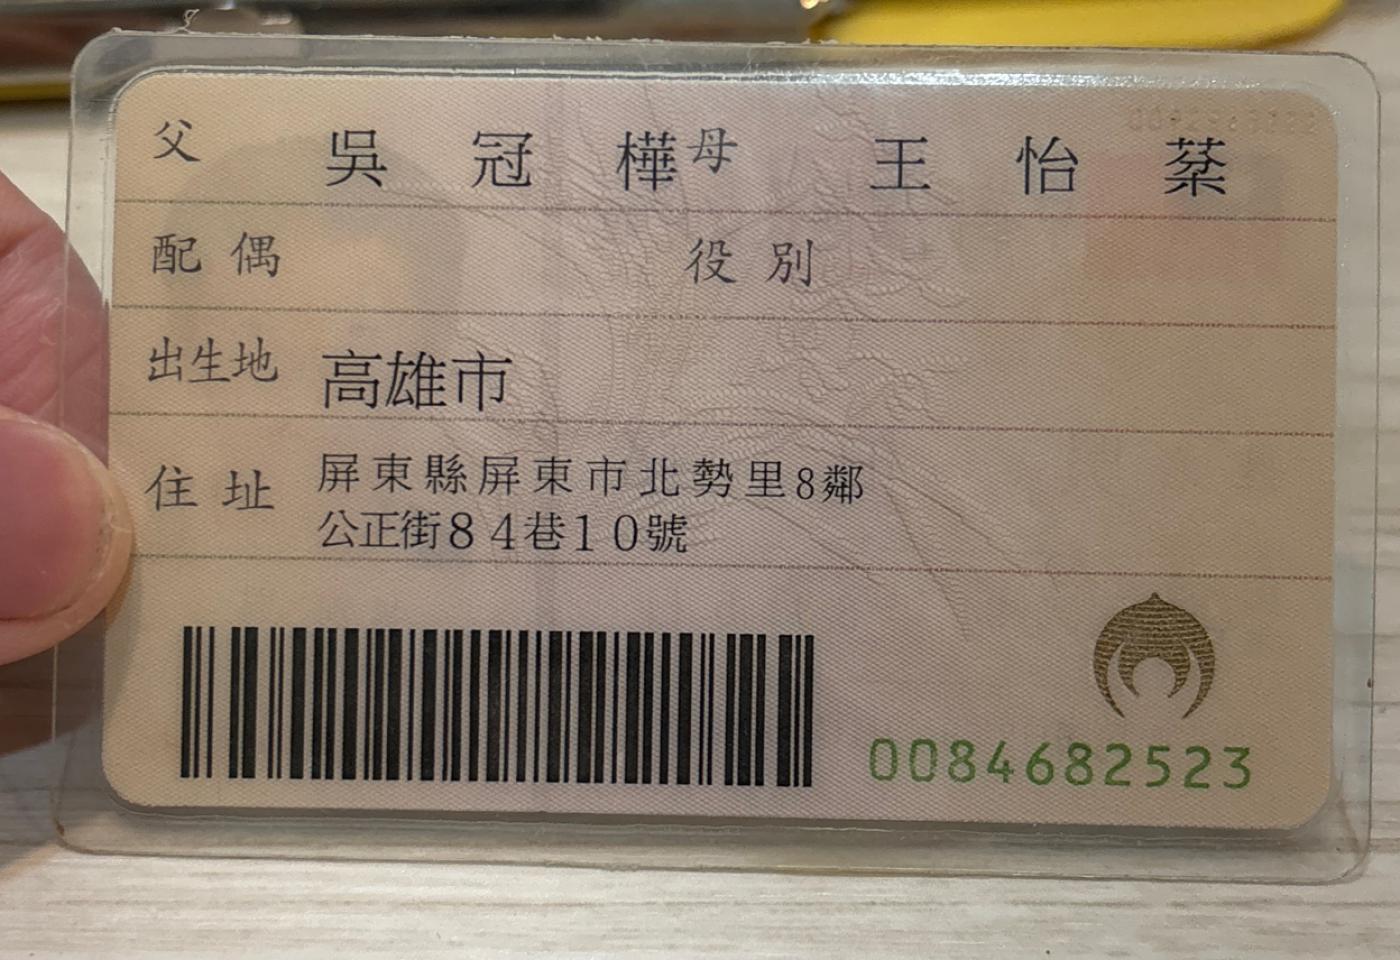 父 吳冠樺 母 王怡棻
配偶 役別
出生地 高雄市
住址 屏東縣屏東市北勢里8鄰
公正街84巷10號
0084682523